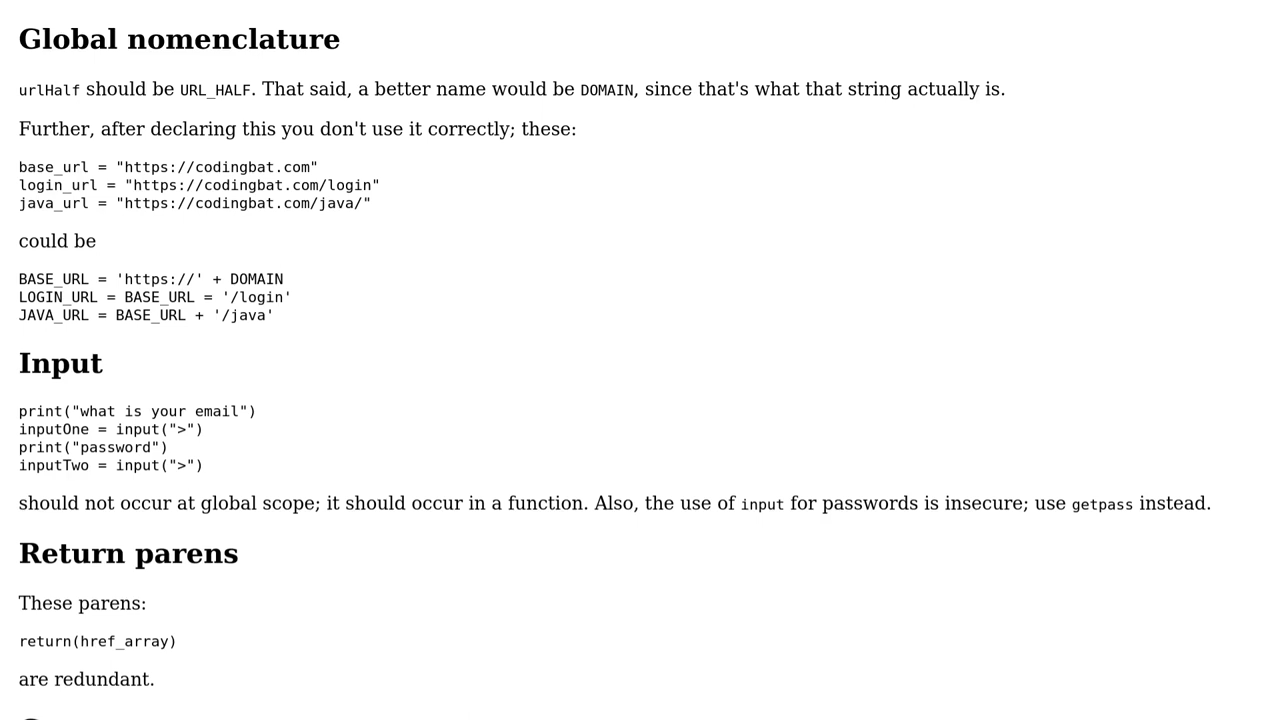 Global nomenclature
urlHalf should be URL_HALF. That said, a better name would be DOMAIN, since that's what that string actually is.
Further, after declaring this you don't use it correctly; these:
base_url = "https://codingbat.com"
login_url = "https://codingbat.com/login"
java_url = "https://codingbat.com/java/"
could be
BASE_URL = 'https://' + DOMAIN
LOGIN_URL = BASE_URL = '/login'
JAVA_URL = BASE_URL + '/java'
Input
print("what is your email")
inputOne = input(">")
print("password")
inputTwo = input(">")
should not occur at global scope; it should occur in a function. Also, the use of input for passwords is insecure; use getpass instead.
Return parens
These parens:
return(href_array)
are redundant.